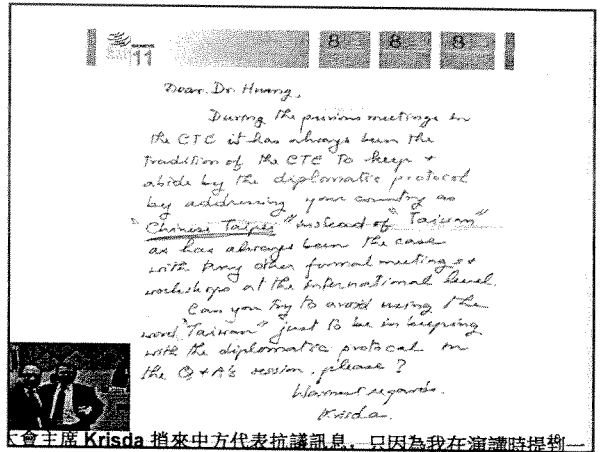 11
8 8 8
Dear Dr. Huang,
During the previous meetings in
the CTC it has always been the
tradition of the CTC to keep +
abide by the diplomatic protocol
by addressing your country as
"Chinese Taipei" instead of "Taiwan"
as has always been the case
with any other formal meetings or
workshops at the international level.
Can you try to avoid using the
word "Taiwan" just to be in keeping
with the diplomatic protocal in
the Q + A's session, please?
Warmest regards.
Krisda.
大會主席 Krisda 捎來中方代表抗議訊息，只因為我在演講時提到一